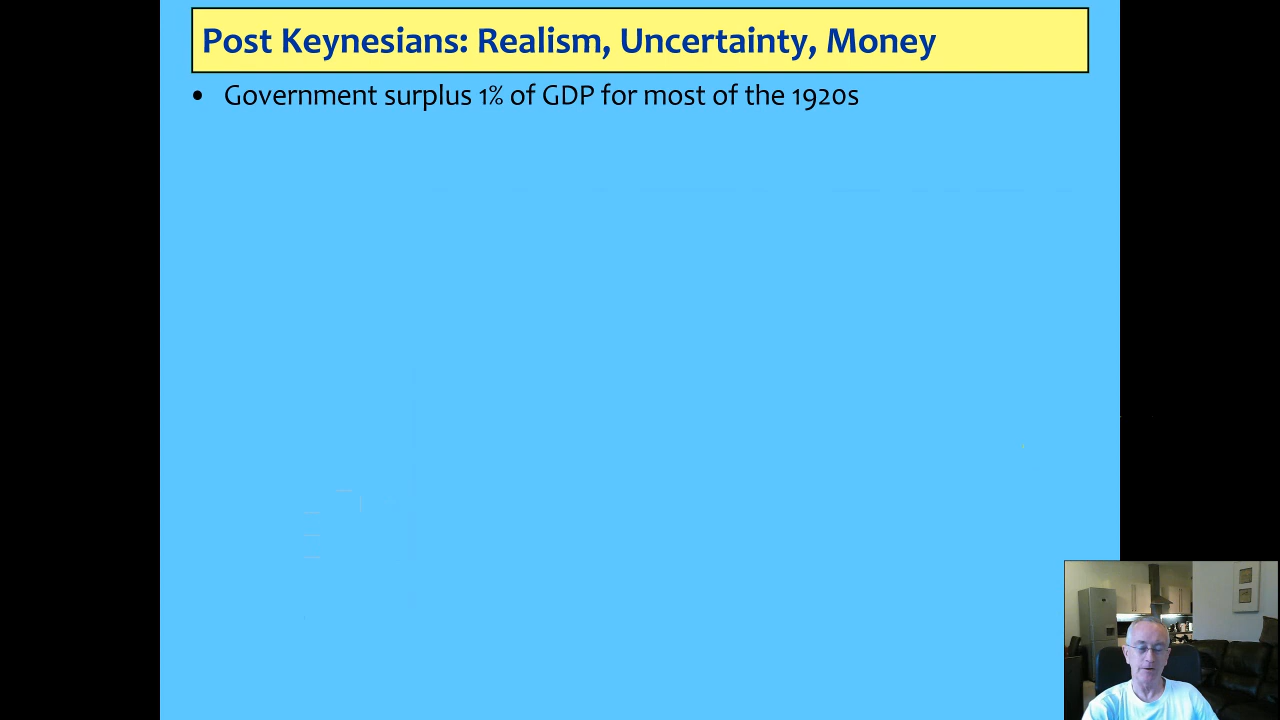 Post Keynesians: Realism, Uncertainty, Money
• Government surplus 1% of GDP for most of the 1920s